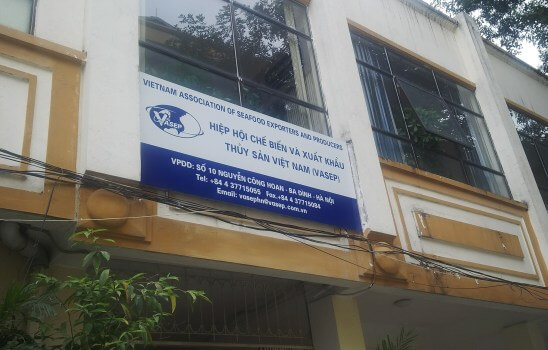 VIETNAM ASSOCIATION OF SEAFOOD EXPORTERS AND PRODUCERS
VASEP
HIỆP HỘI CHẾ BIẾN VÀ XUẤT KHẨU
THỦY SẢN VIỆT NAM (VASEP)
VPDD: SỐ 10 NGUYỄN CÔNG HOAN - BA ĐÌNH - HÀ NỘI
Tel: +84 4 37715055 Fax.+84 4 37715084
Email: vasephn@vasep.com.vn